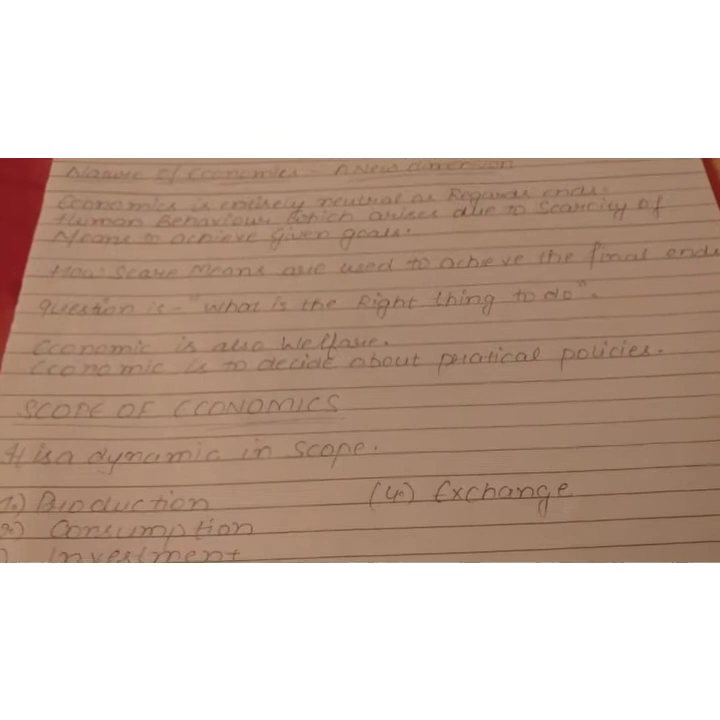 Nature of Economics - A New dimension
Economics is entirely neutral as Regards ends.
Human Behaviour which arises due to Scarcity of
Means to achieve given goals.
How scare means are used to achieve the final ends
question is - "what is the Right thing to do".
Economic is also Welfare.
Economic is to decide about pratical policies.
SCOPE OF ECONOMICS
It is a dynamic in scope.
1.) Production (4.) Exchange
2.) Consumption
) Investment